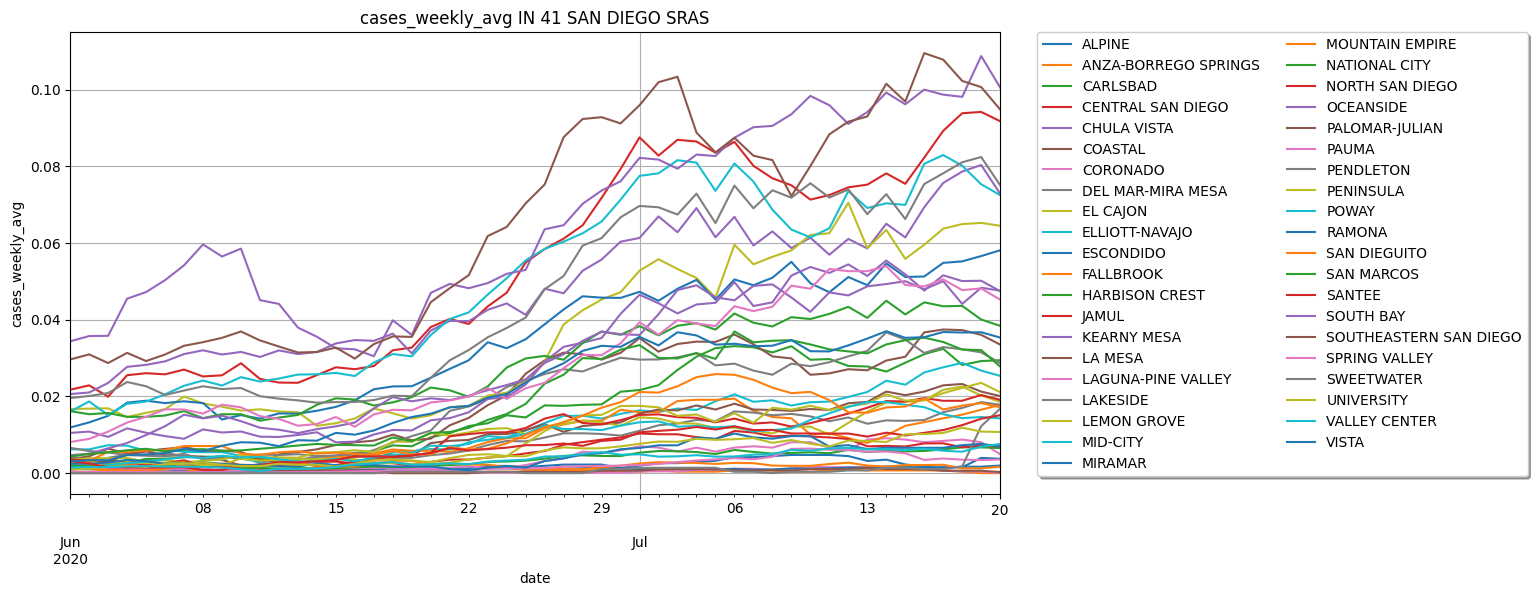 cases_weekly_avg IN 41 SAN DIEGO SRAS
cases_weekly_avg
0.10
0.08
0.06
0.04
0.02
0.00
08
15
22
29
06
13
20
Jun
2020
Jul
date
ALPINE
ANZA-BORREGO SPRINGS
CARLSBAD
CENTRAL SAN DIEGO
CHULA VISTA
COASTAL
CORONADO
DEL MAR-MIRA MESA
EL CAJON
ELLIOTT-NAVAJO
ESCONDIDO
FALLBROOK
HARBISON CREST
JAMUL
KEARNY MESA
LA MESA
LAGUNA-PINE VALLEY
LAKESIDE
LEMON GROVE
MID-CITY
MIRAMAR
MOUNTAIN EMPIRE
NATIONAL CITY
NORTH SAN DIEGO
OCEANSIDE
PALOMAR-JULIAN
PAUMA
PENDLETON
PENINSULA
POWAY
RAMONA
SAN DIEGUITO
SAN MARCOS
SANTEE
SOUTH BAY
SOUTHEASTERN SAN DIEGO
SPRING VALLEY
SWEETWATER
UNIVERSITY
VALLEY CENTER
VISTA